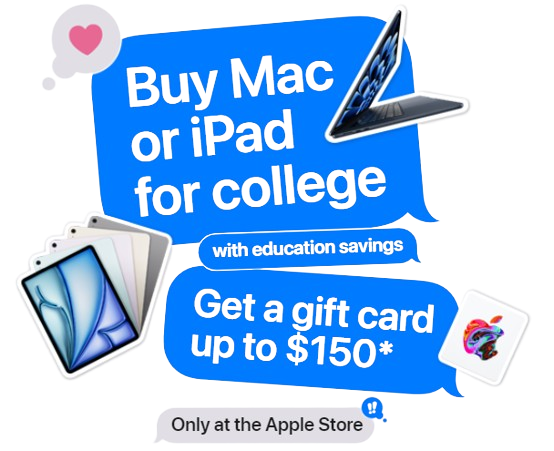 Buy Mac
or iPad
for college
with education savings
Get a gift card
up to $150*
Only at the Apple Store
‼